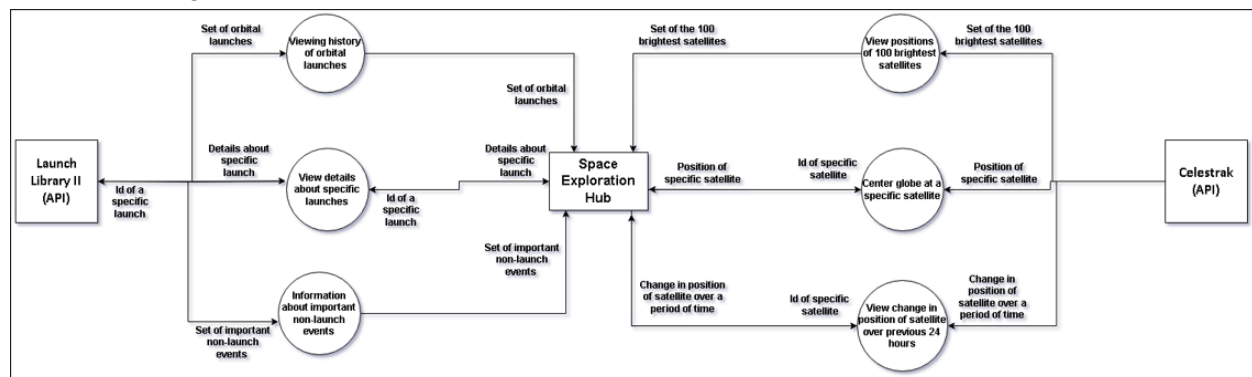 Set of orbital
launches
Viewing history
of orbital
launches
Set of orbital
launches
Launch
Library II
(API)
Id of a
specific
launch
Details about
specific
launch
View details
about specific
launches
Id of a
specific
launch
Details about
specific
launch
Set of important
non-launch
events
Information
about important
non-launch
events
Set of important
non-launch
events
Space
Exploration
Hub
Set of the 100
brightest satellites
View positions
of 100 brightest
satellites
Set of the 100
brightest satellites
Position of
specific satellite
Id of specific
satellite
Center globe at a
specific satellite
Position of
specific satellite
Celestrak
(API)
Change in position
of satellite over a
period of time
Id of specific
satellite
View change in
position of satellite
over previous 24
hours
Change in
position of
satellite over a
period of time